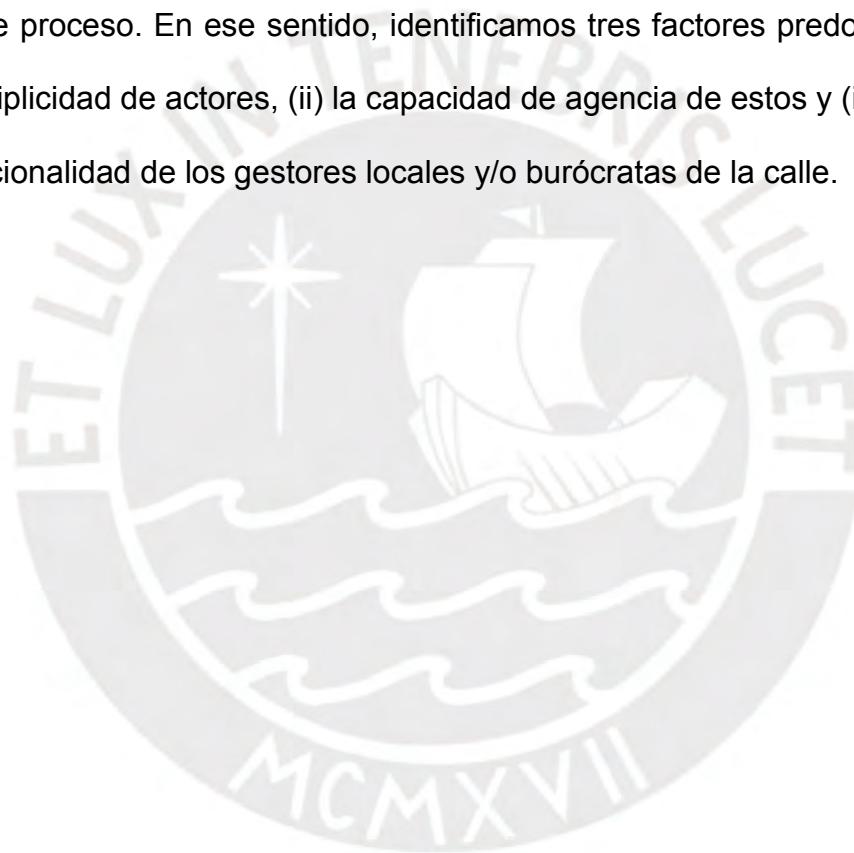 e proceso. En ese sentido, identificamos tres factores predo
iplicidad de actores, (ii) la capacidad de agencia de estos y (i
cionalidad de los gestores locales y/o burócratas de la calle.
ET LUX IN TENEBRIS LUCET
MCMXVII